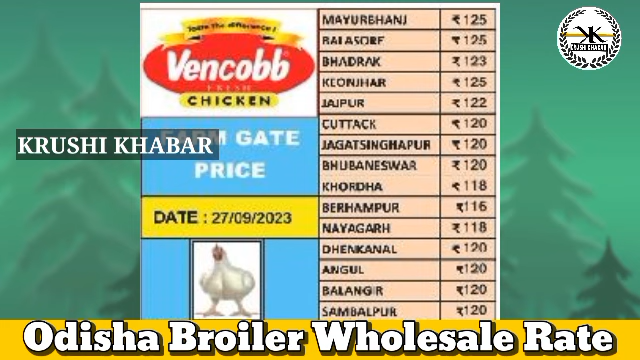 Taste the difference!
Vencobb
FRESH
CHICKEN
KRUSHI KHABAR
FARM GATE
PRICE
DATE : 27/09/2023
MAYURBHANJ ₹125
BALASORE ₹125
BHADRAK ₹123
KEONJHAR ₹125
JAJPUR ₹122
CUTTACK ₹120
JAGATSINGHAPUR ₹120
BHUBANESWAR ₹120
KHORDHA ₹118
BERHAMPUR ₹116
NAYAGARH ₹118
DHENKANAL ₹120
ANGUL ₹120
BALANGIR ₹120
SAMBALPUR ₹120
KK
KRUSHI KHABAR
Odisha Broiler Wholesale Rate